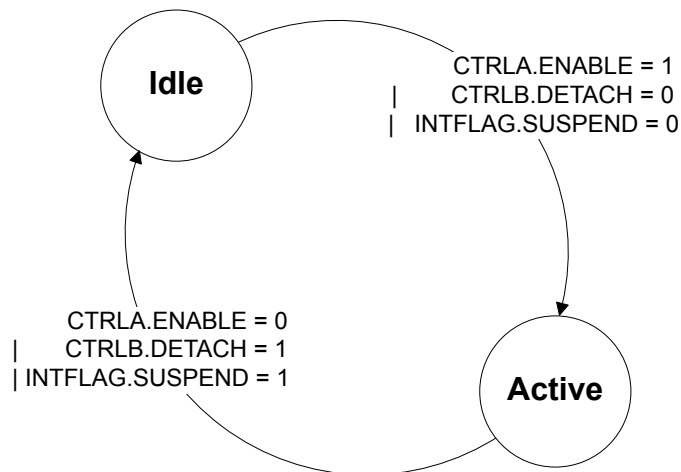 Idle
CTRLA.ENABLE = 1
| CTRLB.DETACH = 0
| INTFLAG.SUSPEND = 0
CTRLA.ENABLE = 0
| CTRLB.DETACH = 1
| INTFLAG.SUSPEND = 1
Active